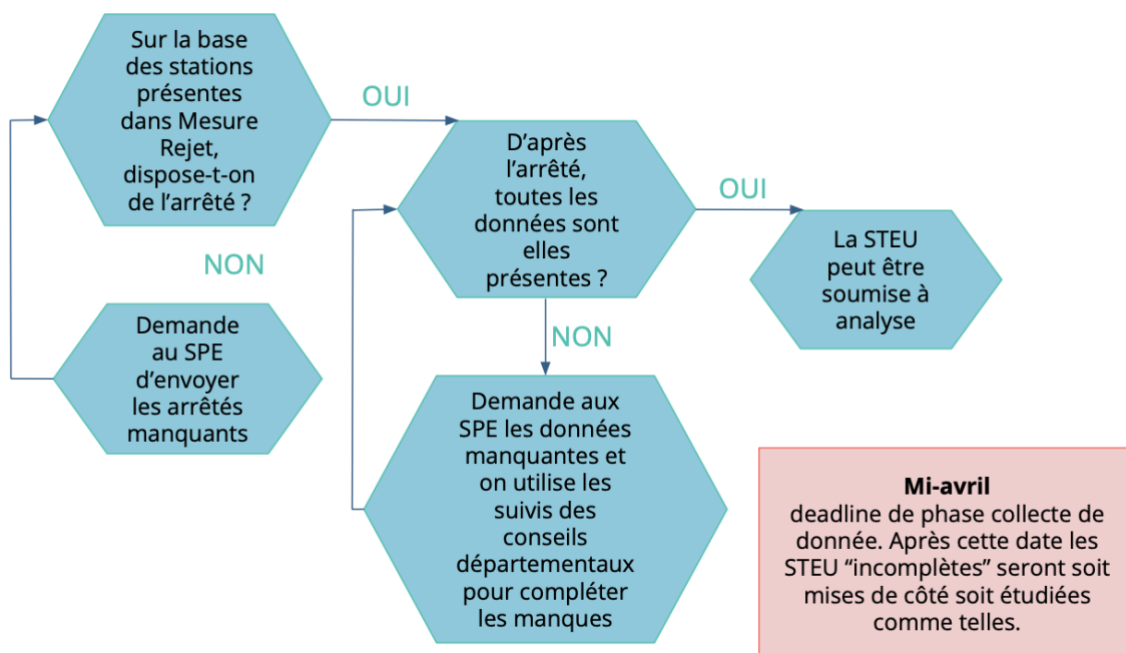 Sur la base
des stations
présentes
dans Mesure
Rejet,
dispose-t-on
de l'arrêté ?
OUI
D'après
l'arrêté,
toutes les
données sont
elles
présentes ?
OUI
La STEU
peut être
soumise à
analyse
NON
Demande
au SPE
d'envoyer
les arrêtés
manquants
NON
Demande aux
SPE les données
manquantes et
on utilise les
suivis des
conseils
départementaux
pour compléter
les manques
Mi-avril
deadline de phase collecte de
donnée. Après cette date les
STEU “incomplètes” seront soit
mises de côté soit étudiées
comme telles.